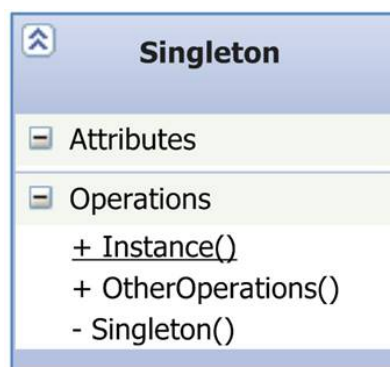 Singleton
Attributes
Operations
+ Instance()
+ OtherOperations()
- Singleton()